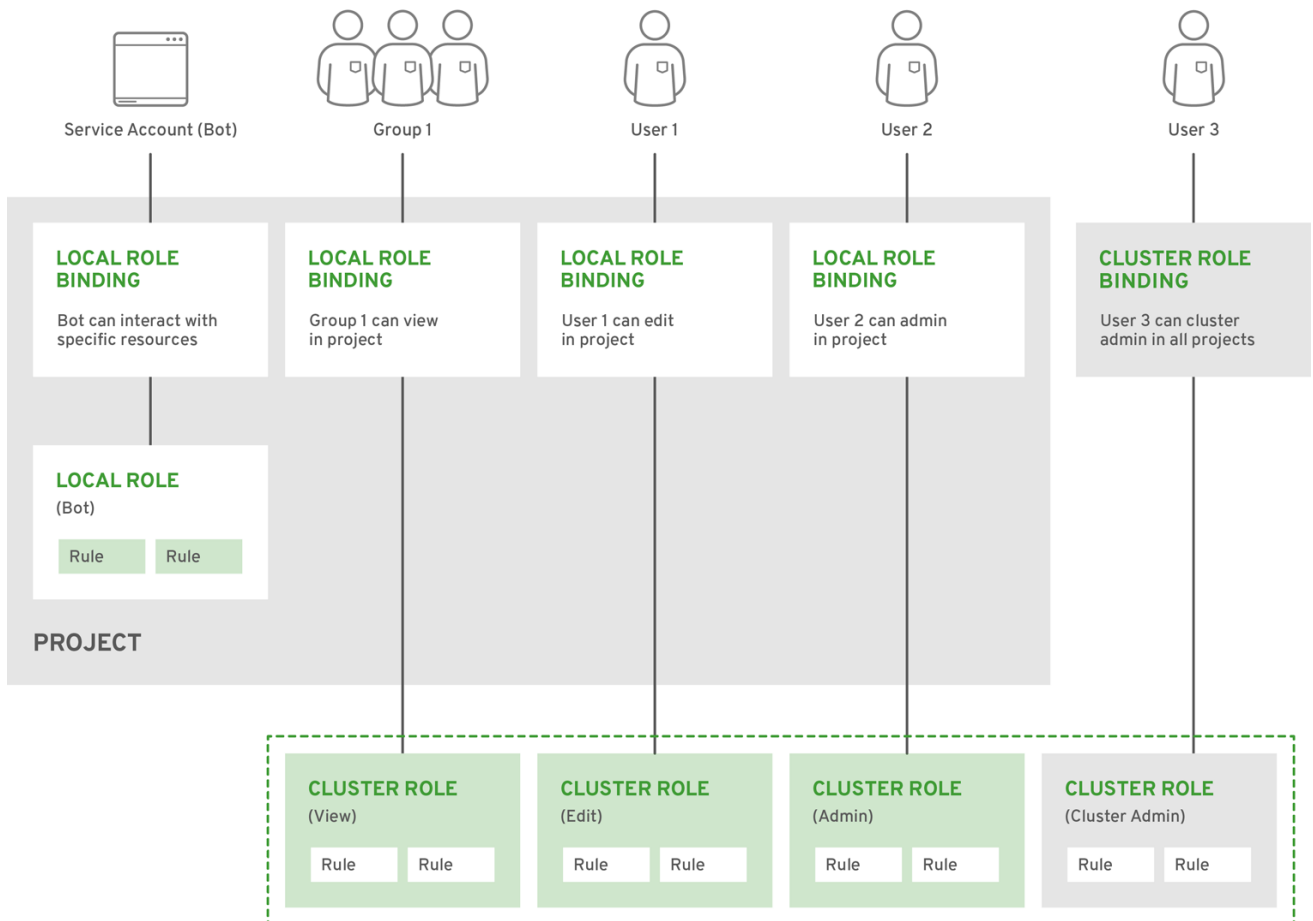 Service Account (Bot)
Group 1
User 1
User 2
User 3
LOCAL ROLE
BINDING
Bot can interact with
specific resources
LOCAL ROLE
BINDING
Group 1 can view
in project
LOCAL ROLE
BINDING
User 1 can edit
in project
LOCAL ROLE
BINDING
User 2 can admin
in project
CLUSTER ROLE
BINDING
User 3 can cluster
admin in all projects
LOCAL ROLE
(Bot)
Rule
Rule
PROJECT
CLUSTER ROLE
(View)
Rule
Rule
CLUSTER ROLE
(Edit)
Rule
Rule
CLUSTER ROLE
(Admin)
Rule
Rule
CLUSTER ROLE
(Cluster Admin)
Rule
Rule